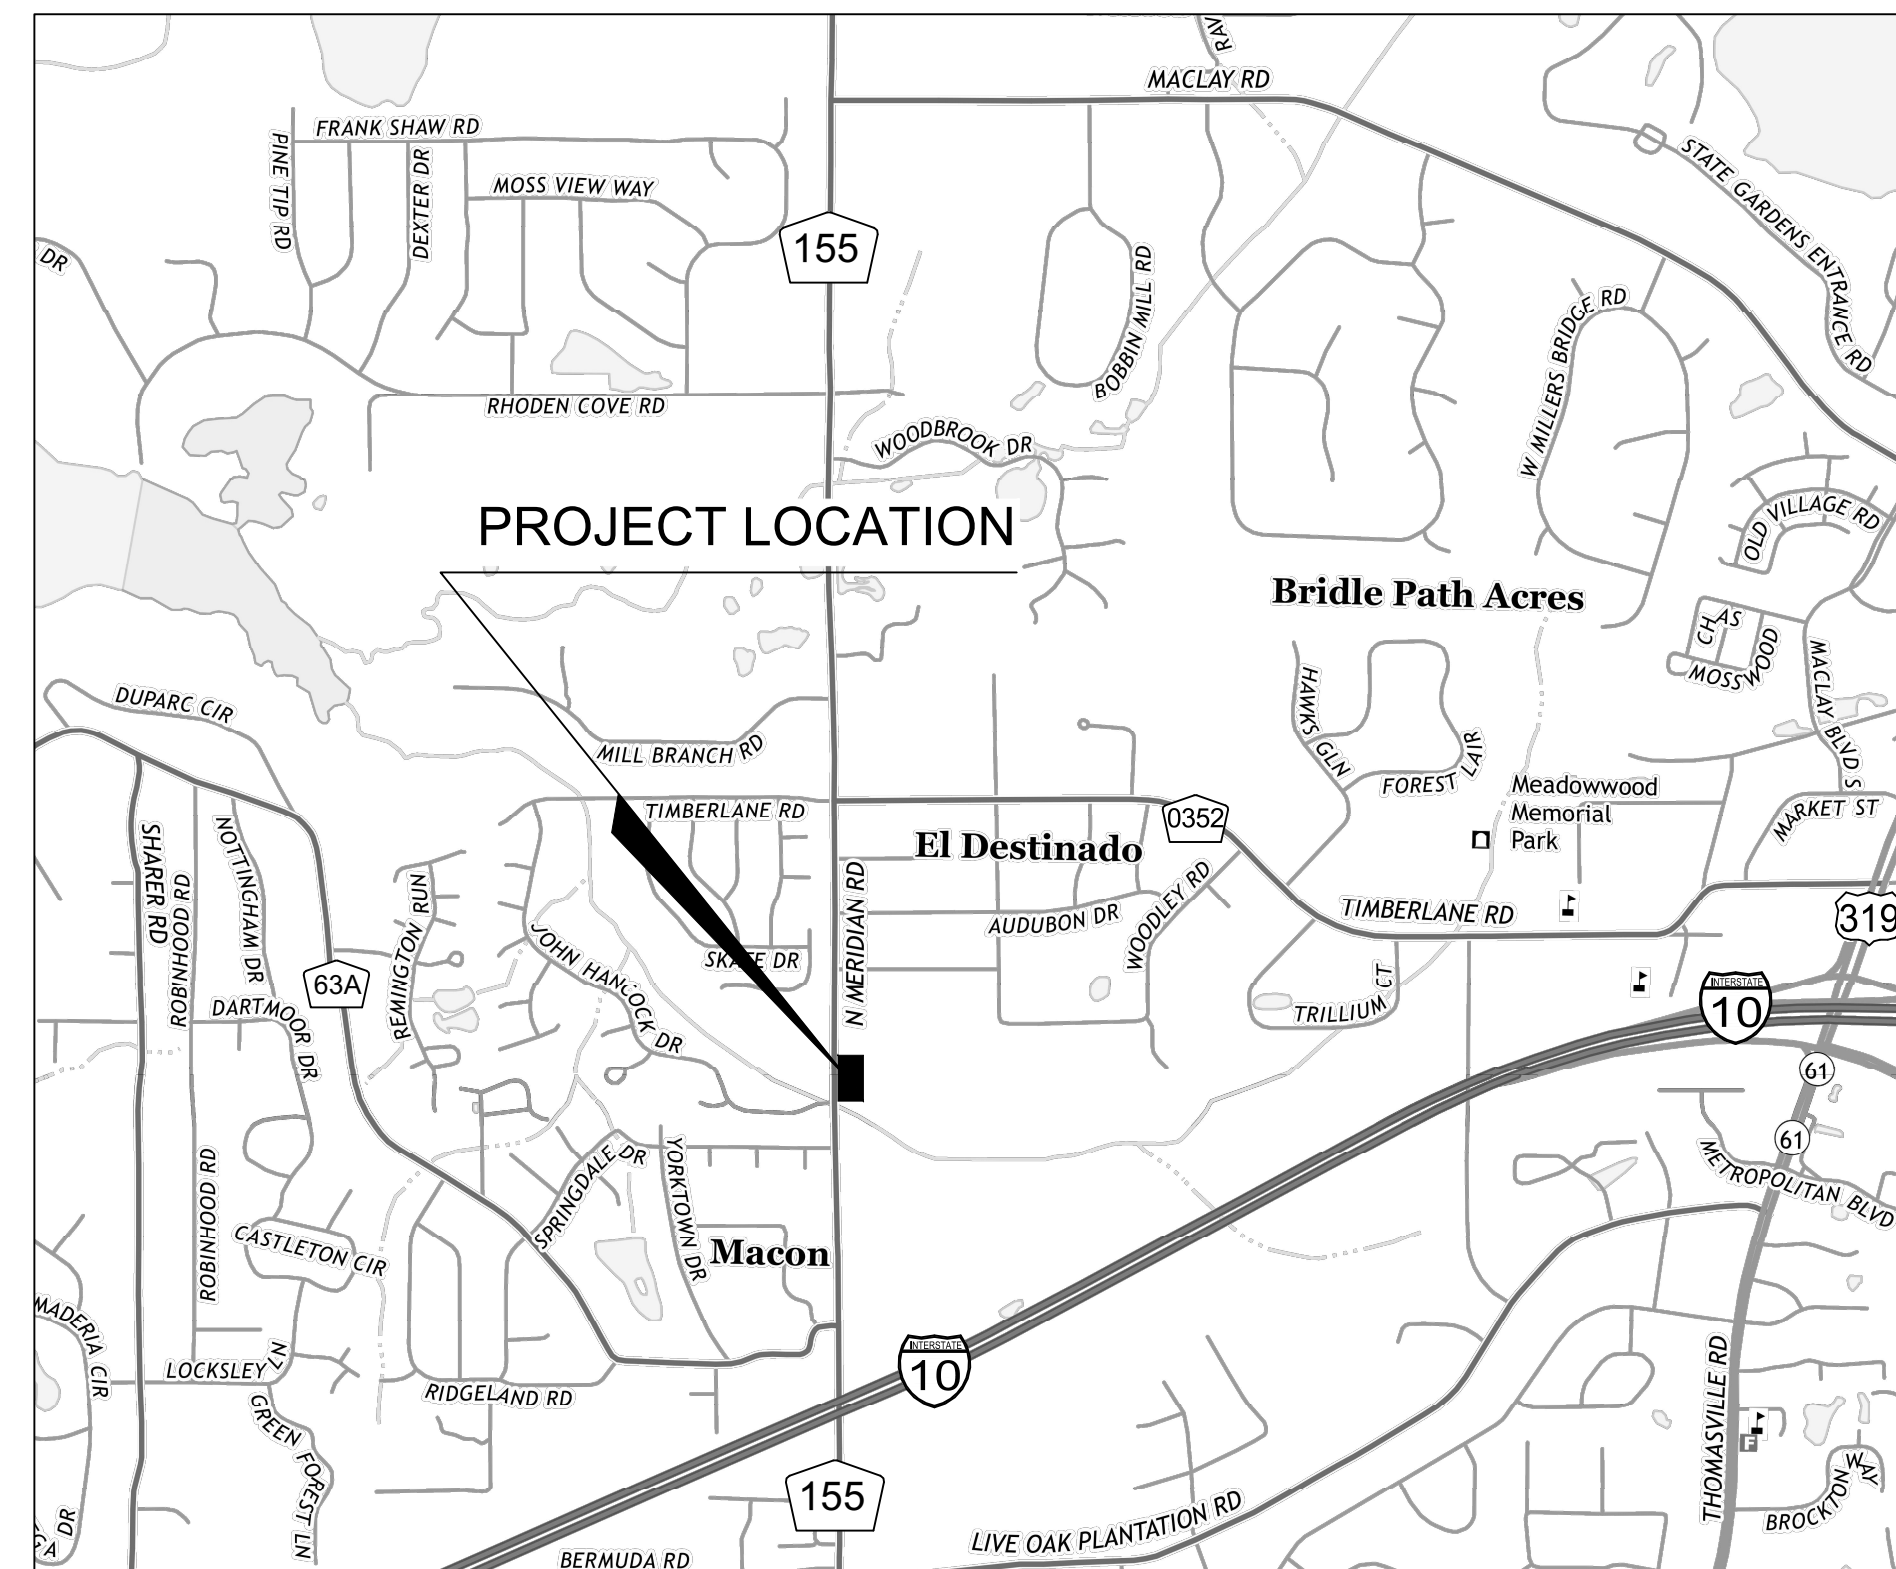 RAV
MACLAY RD
FRANK SHAW RD
PINE TIP RD
DEXTER DR
MOSS VIEW WAY
STATE GARDENS ENTRANCE RD
155
DR
BOBBIN MILL RD
W MILLERS BRIDGE RD
RHODEN COVE RD
WOODBROOK DR
OLD VILLAGE RD
PROJECT LOCATION
Bridle Path Acres
CHAS
MOSSWOOD
MACLAY BLVD S
HAWKS GLN
FOREST LAIR
DUPARC CIR
MILL BRANCH RD
TIMBERLANE RD
0352
El Destinado
Meadowwood
Memorial
Park
MARKET ST
SHARER RD
ROBINHOOD RD
NOTTINGHAM DR
REMINGTON RUN
JOHN HANCOCK DR
SKATE DR
N MERIDIAN RD
AUDUBON DR
WOODLEY RD
TIMBERLANE RD
319
63A
DARTMOOR DR
TRILLIUM CT
INTERSTATE
10
61
61
METROPOLITAN BLVD
ROBINHOOD RD
SPRINGDALE DR
YORKTOWN DR
CASTLETON CIR
Macon
MADERIA CIR
LOCKSLEY LN
RIDGELAND RD
GREEN FOREST LN
INTERSTATE
10
THOMASVILLE RD
F
BROCKTON WAY
155
LIVE OAK PLANTATION RD
BERMUDA RD
GA DR